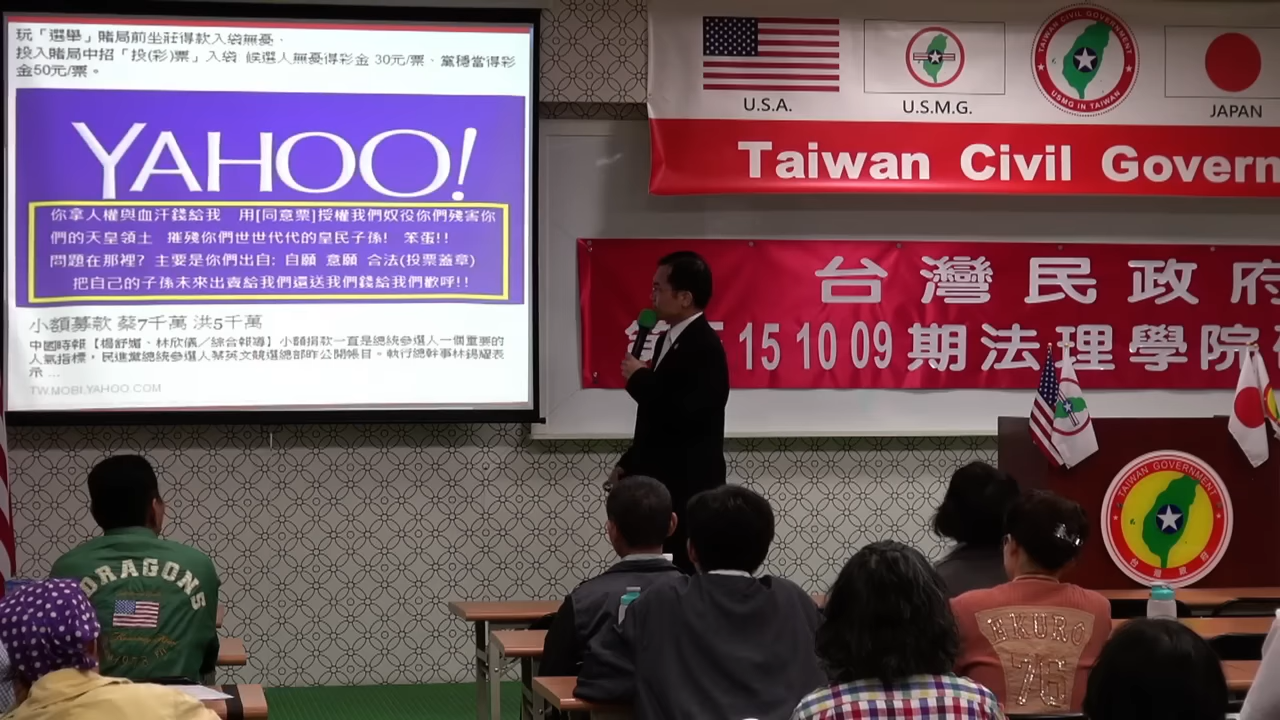 玩「選舉」賭局前坐莊得款入袋無憂、
投入賭局中招「投(彩)票」入袋 候選人無憂得彩金 30元/票、黨穩當得彩
金50元/票。
YAHOO!
你拿人權與血汗錢給我 用[同意票]授權我們奴役你們殘害你
們的天皇領土 摧殘你們世世代代的皇民子孫! 笨蛋!!
問題在那裡? 主要是你們出自: 自願 意願 合法(投票蓋章)
把自己的子孫未來出賣給我們還送我們錢給我們歡呼!!
小額募款 蔡7千萬 洪5千萬
中國時報【楊舒媚、林欣儀╱綜合報導】小額捐款一直是總統參選人一個重要的
人氣指標，民進黨總統參選人蔡英文競選總部昨公開帳目。執行總幹事林錫耀表
示 ...
TW.MOBI.YAHOO.COM
U.S.A.
U.S.M.G.
TAIWAN CIVIL GOVERNMENT
USMG IN TAIWAN
JAPAN
Taiwan Civil Govern
台灣民政府
15 10 09 期法理學院
TAIWAN GOVERNMENT
台灣政府
DRAGONS
76